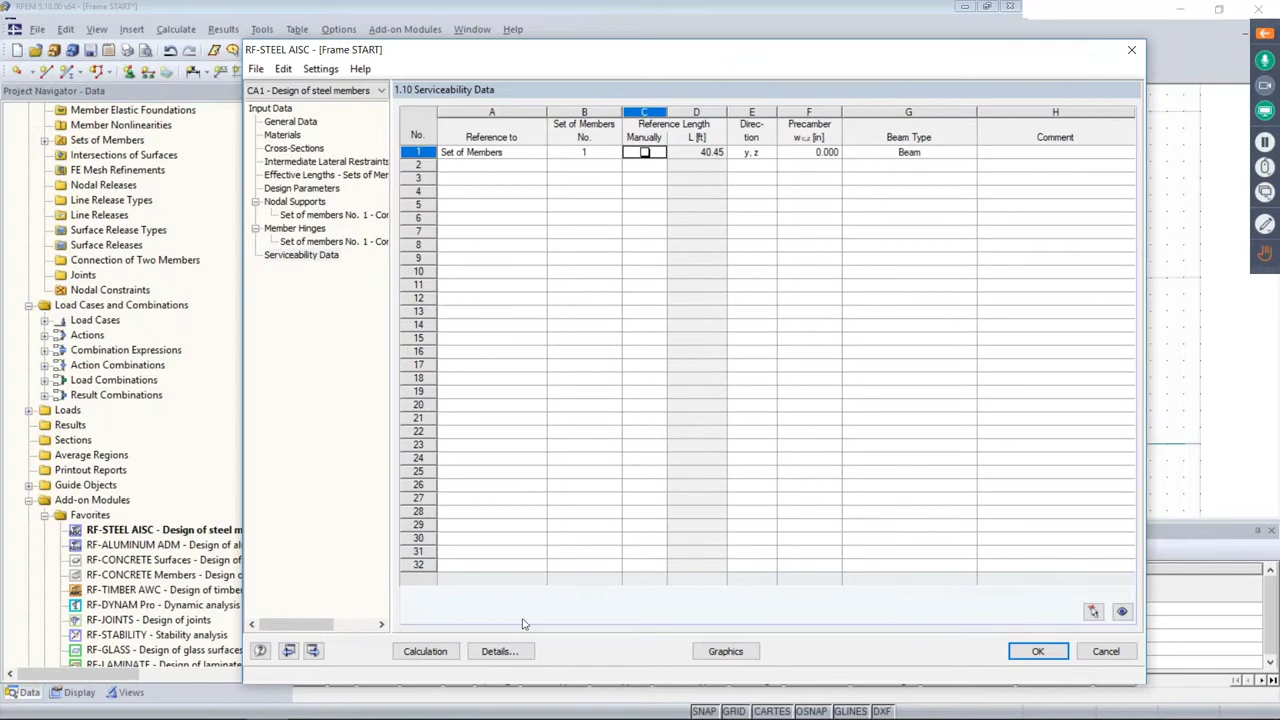 RFEM 5.18.00 x64 - [Frame START*]
File Edit View Insert Calculate Results Tools Table Options Add-on Modules Window Help
Project Navigator - Data
Member Elastic Foundations
Member Nonlinearities
Sets of Members
Intersections of Surfaces
FE Mesh Refinements
Nodal Releases
Line Release Types
Line Releases
Surface Release Types
Surface Releases
Connection of Two Members
Joints
Nodal Constraints
Load Cases and Combinations
Load Cases
Actions
Combination Expressions
Action Combinations
Load Combinations
Result Combinations
Loads
Results
Sections
Average Regions
Printout Reports
Guide Objects
Add-on Modules
Favorites
RF-STEEL AISC - Design of steel m
RF-ALUMINUM ADM - Design of al
RF-CONCRETE Surfaces - Design of
RF-CONCRETE Members - Design of
RF-TIMBER AWC - Design of timbe
RF-DYNAM Pro - Dynamic analysis
RF-JOINTS - Design of joints
RF-STABILITY - Stability analysis
RF-GLASS - Design of glass surface
RF-LAMINATE - Design of laminate
Data Display Views
RF-STEEL AISC - [Frame START]
File Edit Settings Help
CA1 - Design of steel members
Input Data
General Data
Materials
Cross-Sections
Intermediate Lateral Restraints
Effective Lengths - Sets of Mer
Design Parameters
Nodal Supports
Set of members No. 1 - Cor
Member Hinges
Set of members No. 1 - Cor
Serviceability Data
1.10 Serviceability Data
A B C D E F G H
Set of Members Reference Length Direc- Precamber
No. Reference to No. Manually L [ft] tion w c,z [in] Beam Type Comment
1 Set of Members 1 40.45 y, z 0.000 Beam
2
3
4
5
6
7
8
9
10
11
12
13
14
15
16
17
18
19
20
21
22
23
24
25
26
27
28
29
30
31
32
Calculation Details... Graphics OK Cancel
SNAP GRID CARTES OSNAP GLINES DXF